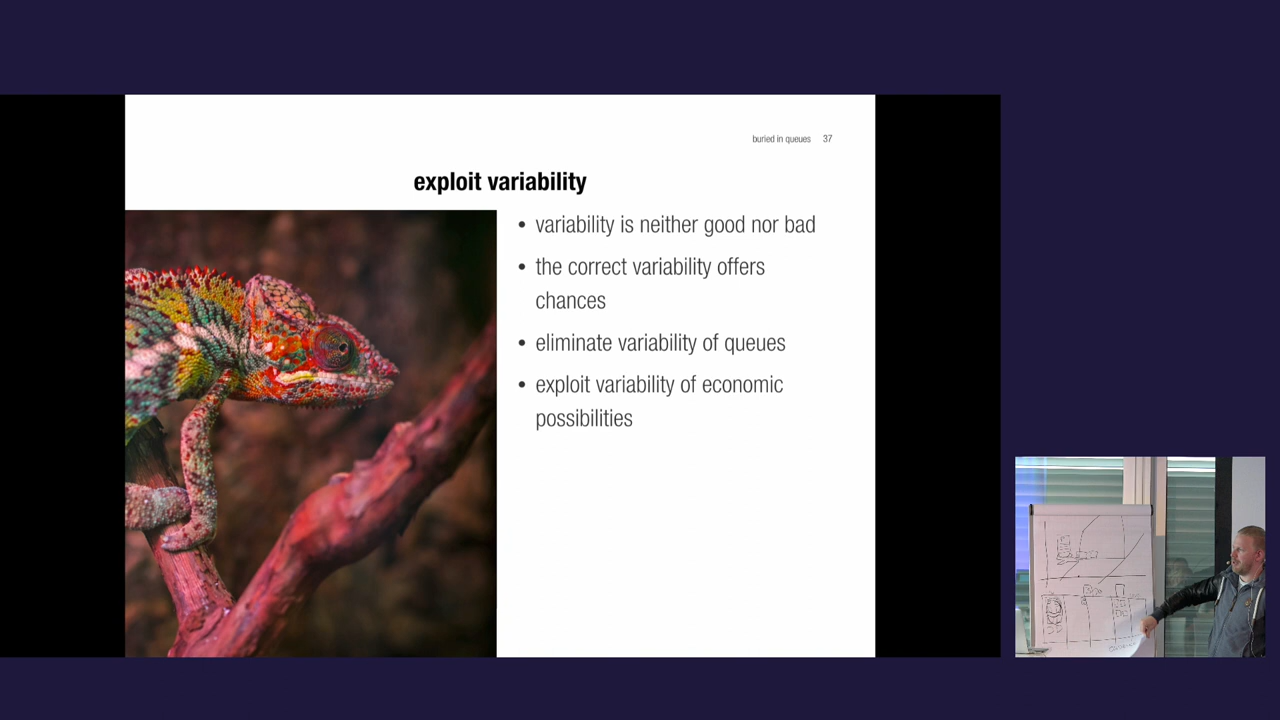 buried in queues 37
exploit variability
• variability is neither good nor bad
• the correct variability offers
chances
• eliminate variability of queues
• exploit variability of economic
possibilities